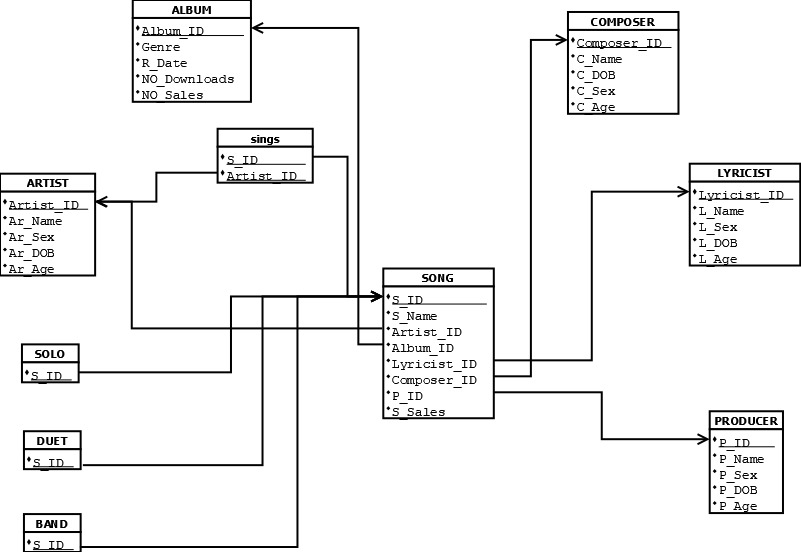 ALBUM
Album_ID
Genre
R_Date
NO_Downloads
NO_Sales
COMPOSER
Composer_ID
C_Name
C_DOB
C_Sex
C_Age
sings
S_ID
Artist_ID
ARTIST
Artist_ID
Ar_Name
Ar_Sex
Ar_DOB
Ar_Age
LYRICIST
Lyricist_ID
L_Name
L_Sex
L_DOB
L_Age
SONG
S_ID
S_Name
Artist_ID
Album_ID
Lyricist_ID
Composer_ID
P_ID
S_Sales
SOLO
S_ID
DUET
S_ID
BAND
S_ID
PRODUCER
P_ID
P_Name
P_Sex
P_DOB
P_Age